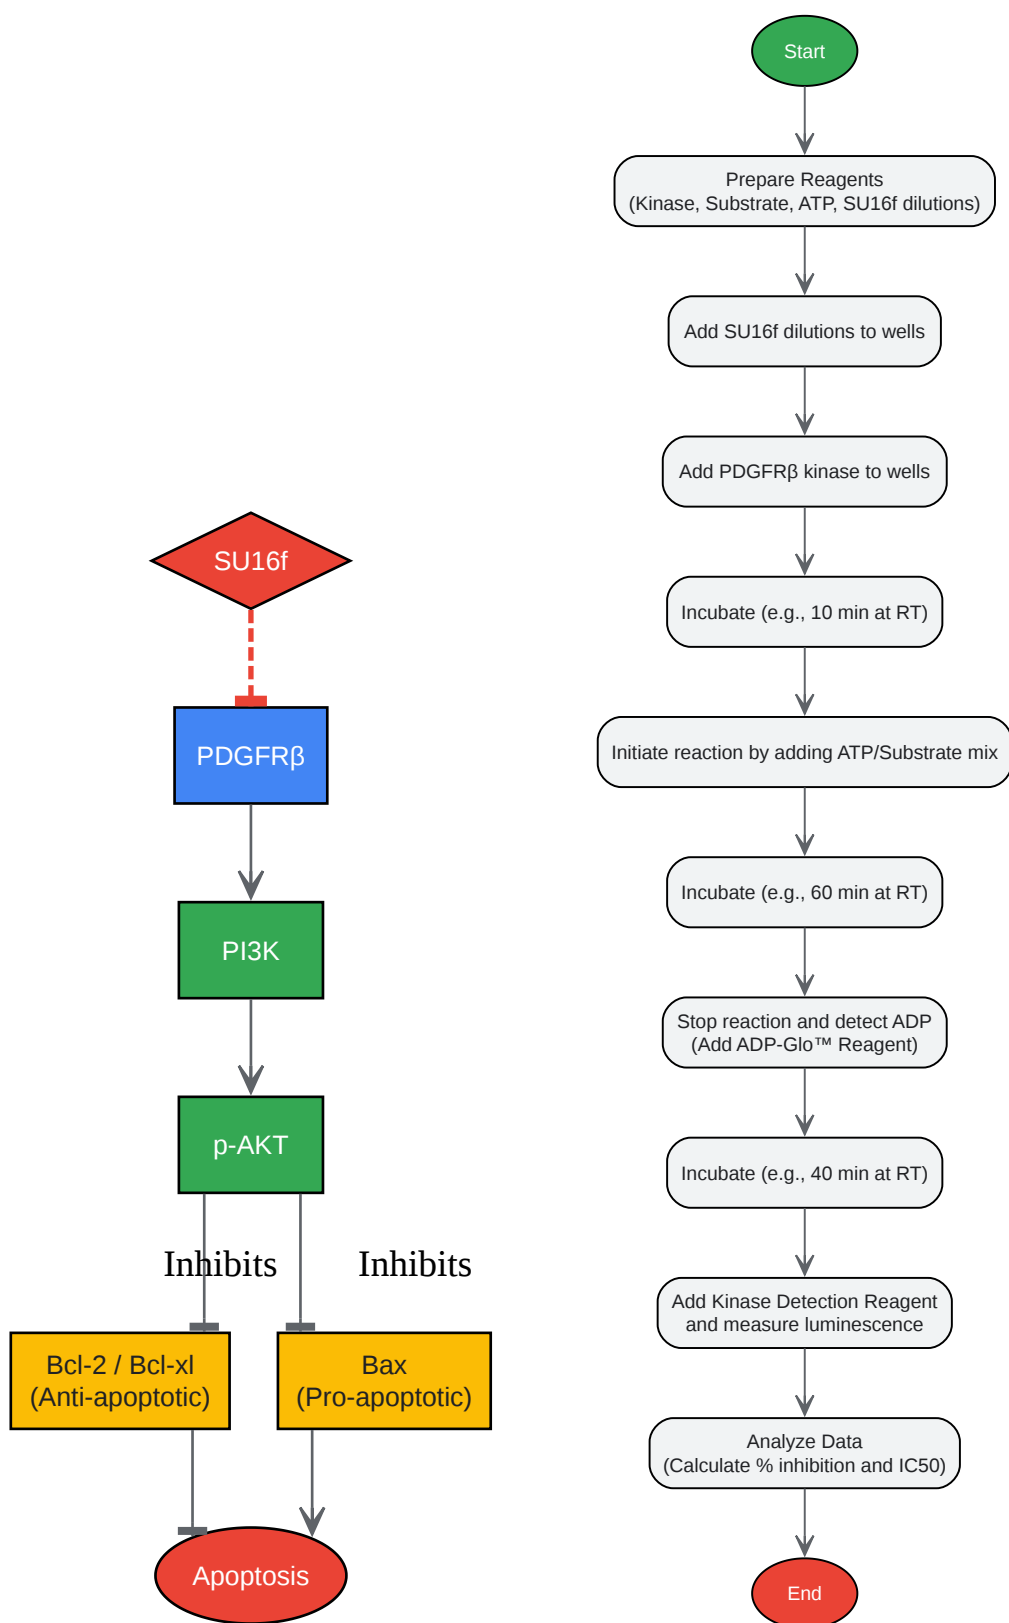 SU16f
PDGFRβ
PI3K
p-AKT
Inhibits
Inhibits
Bcl-2 / Bcl-xl
(Anti-apoptotic)
Bax
(Pro-apoptotic)
Apoptosis
Start
Prepare Reagents
(Kinase, Substrate, ATP, SU16f dilutions)
Add SU16f dilutions to wells
Add PDGFRβ kinase to wells
Incubate (e.g., 10 min at RT)
Initiate reaction by adding ATP/Substrate mix
Incubate (e.g., 60 min at RT)
Stop reaction and detect ADP
(Add ADP-Glo™ Reagent)
Incubate (e.g., 40 min at RT)
Add Kinase Detection Reagent
and measure luminescence
Analyze Data
(Calculate % inhibition and IC50)
End